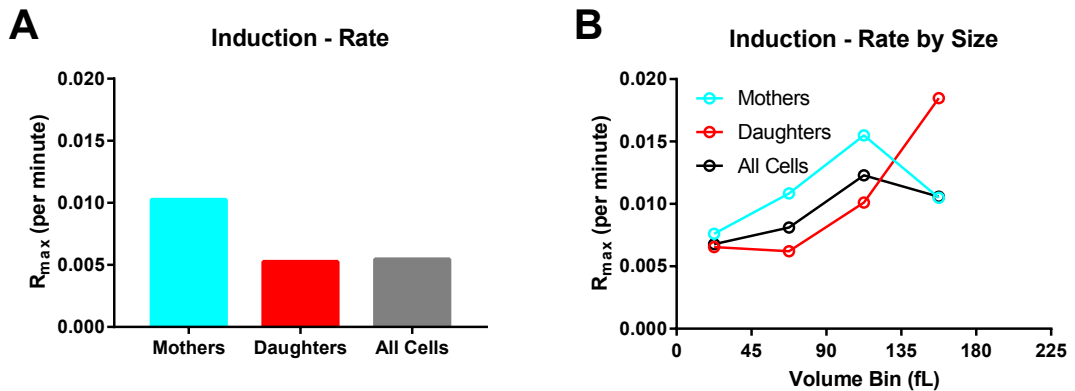 A
Induction - Rate
0.020
0.015
0.010
0.005
0.000
Rmax (per minute)
Mothers Daughters All Cells
B
Induction - Rate by Size
0.020
0.015
0.010
0.005
0.000
Rmax (per minute)
Mothers
Daughters
All Cells
0 45 90 135 180 225
Volume Bin (fL)